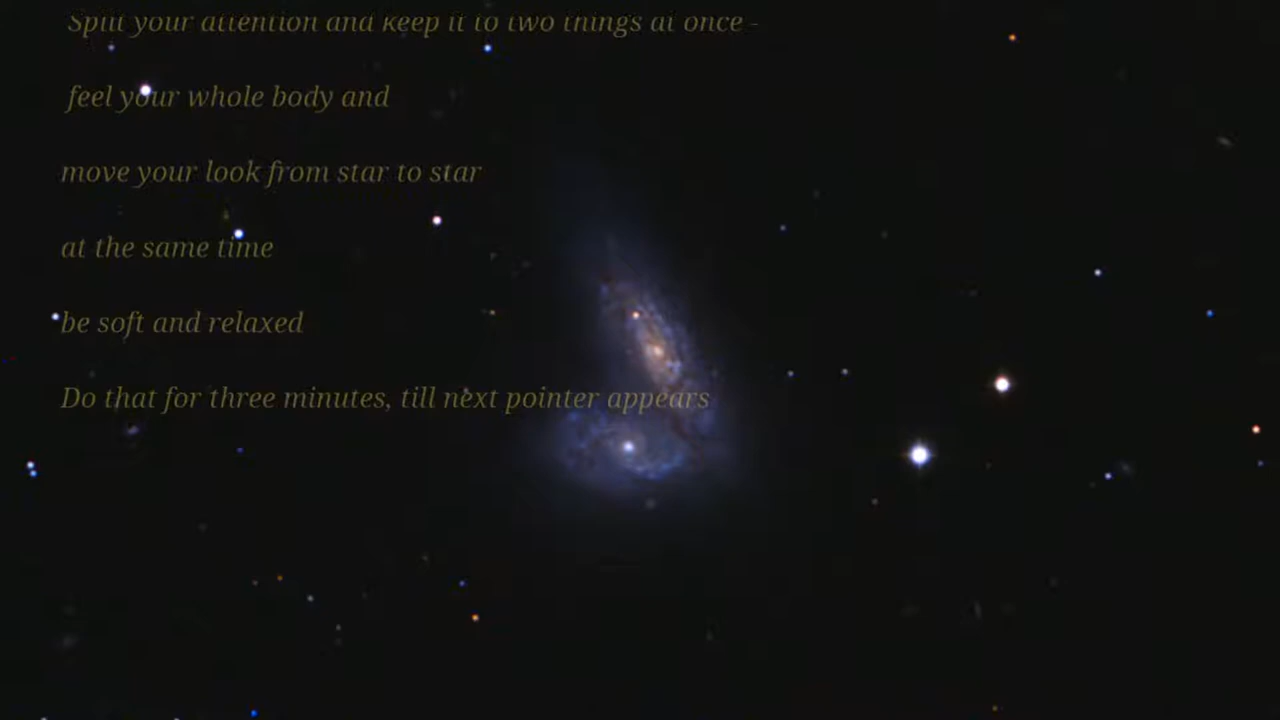 Split your attention and keep it to two things at once -
feel your whole body and
move your look from star to star
at the same time
be soft and relaxed
Do that for three minutes, till next pointer appears